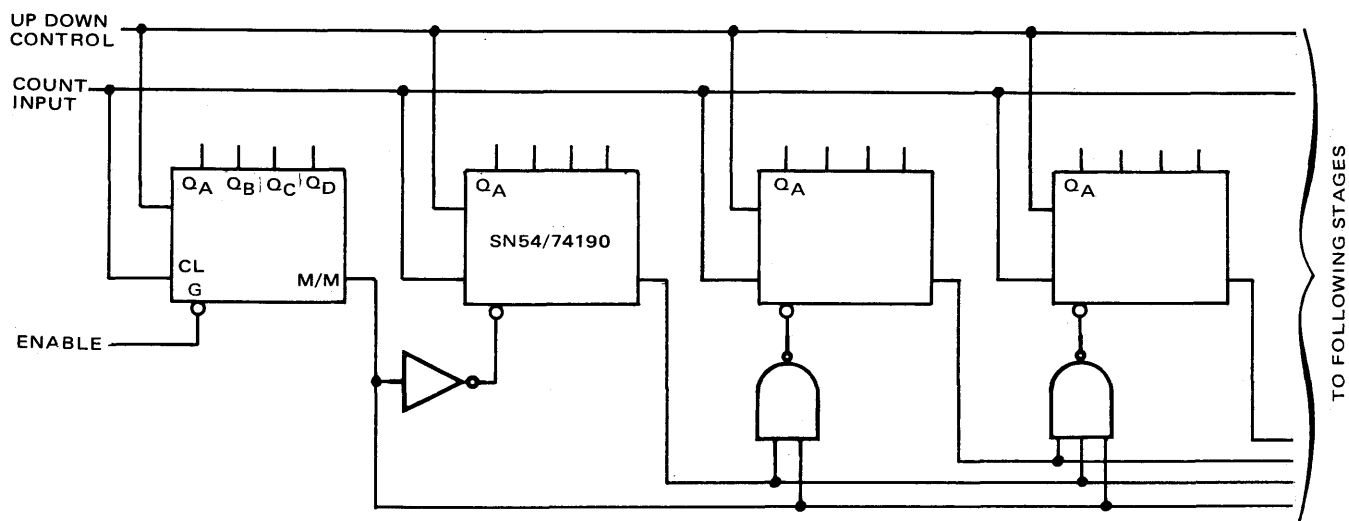 UP DOWN
CONTROL
COUNT
INPUT
QA QB QC QD
QA
QA
QA
SN54/74190
CL
M/M
G
ENABLE
TO FOLLOWING STAGES